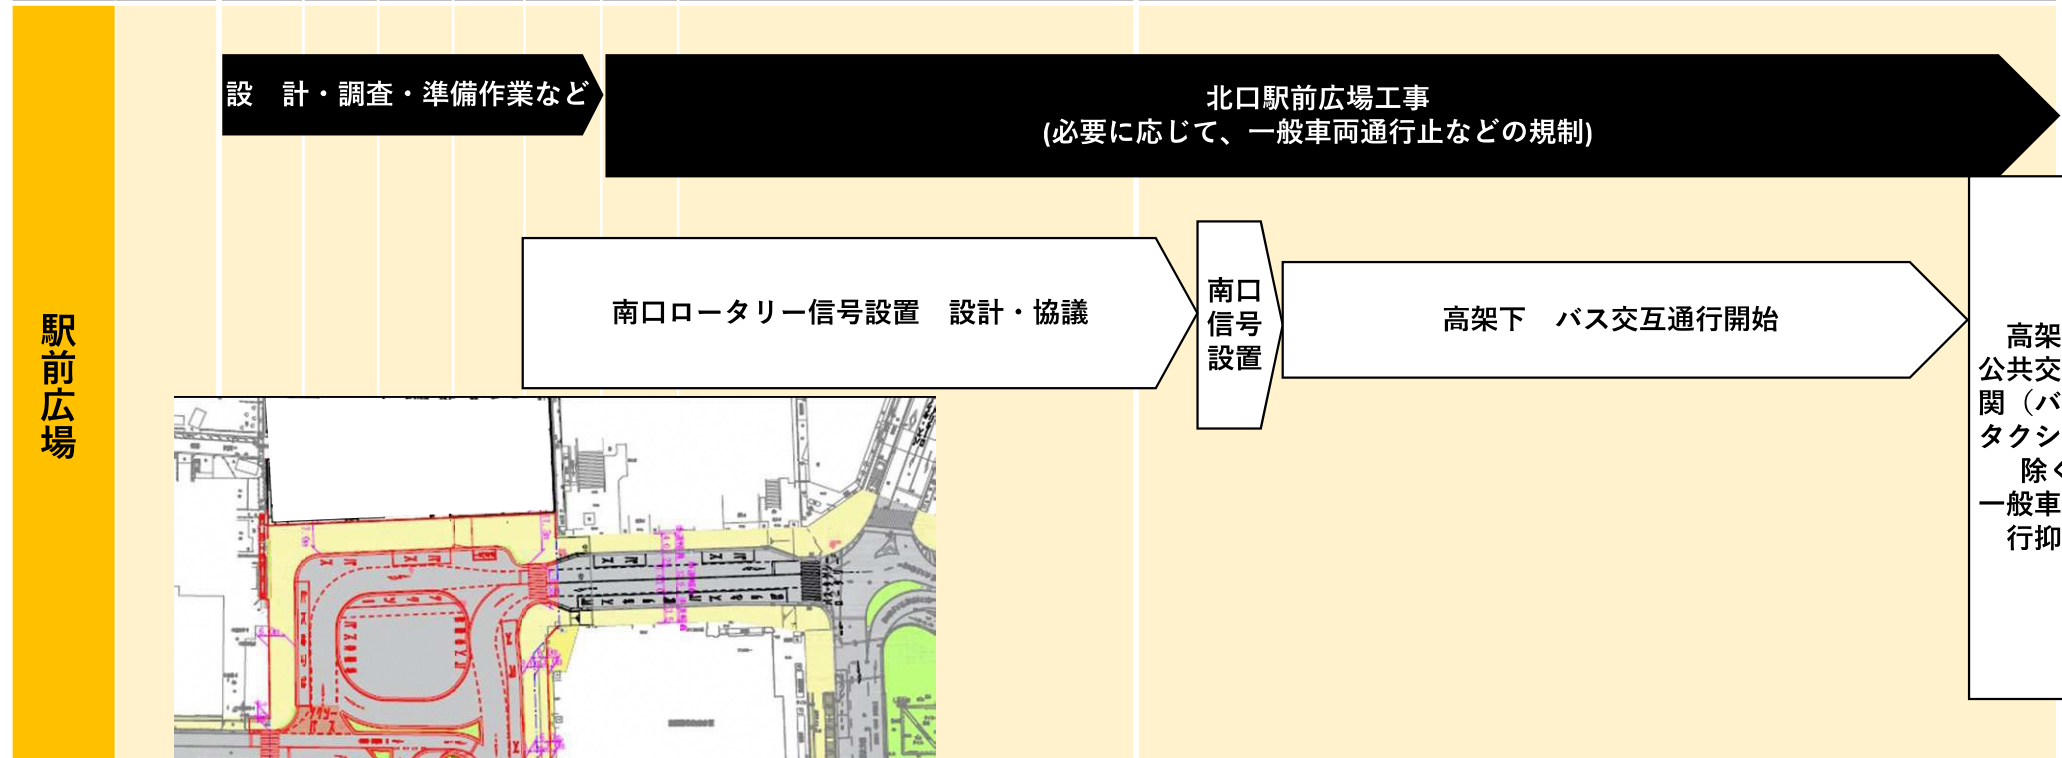 駅前広場
設　計・調査・準備作業など
北口駅前広場工事
(必要に応じて、一般車両通行止などの規制)
南口ロータリー信号設置　設計・協議
南口
信号
設置
高架下　バス交互通行開始
高架
公共交
関（バ
タクシ
除く
一般車
行抑